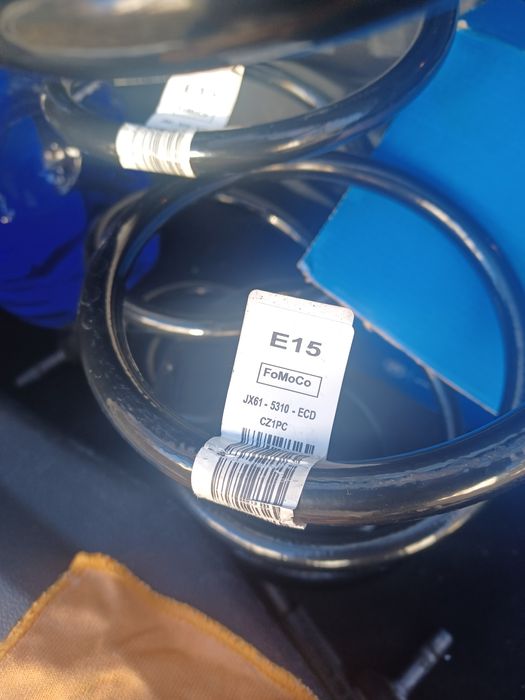 E15
FoMoCo
JX61 - 5310 - ECD
CZ1PC